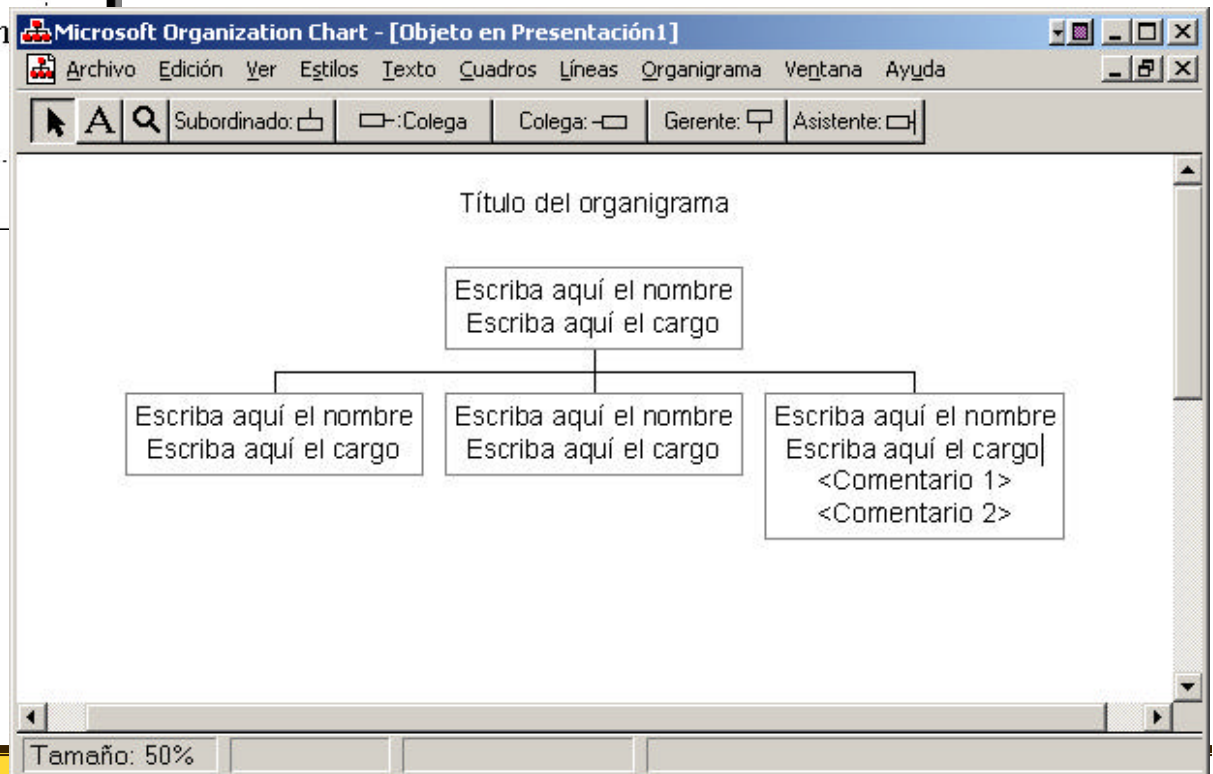 Microsoft Organization Chart - [Objeto en Presentación1]
Archivo Edición Ver Estilos Texto Cuadros Líneas Organigrama Ventana Ayuda
A Subordinado: :Colega Colega: Gerente: Asistente:
Título del organigrama
Escriba aquí el nombre
Escriba aquí el cargo
Escriba aquí el nombre
Escriba aquí el cargo
Escriba aquí el nombre
Escriba aquí el cargo
Escriba aquí el nombre
Escriba aquí el cargo
<Comentario 1>
<Comentario 2>
Tamaño: 50%